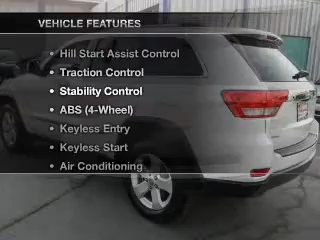 VEHICLE FEATURES
• Hill Start Assist Control
• Traction Control
• Stability Control
• ABS (4-Wheel)
• Keyless Entry
• Keyless Start
• Air Conditioning